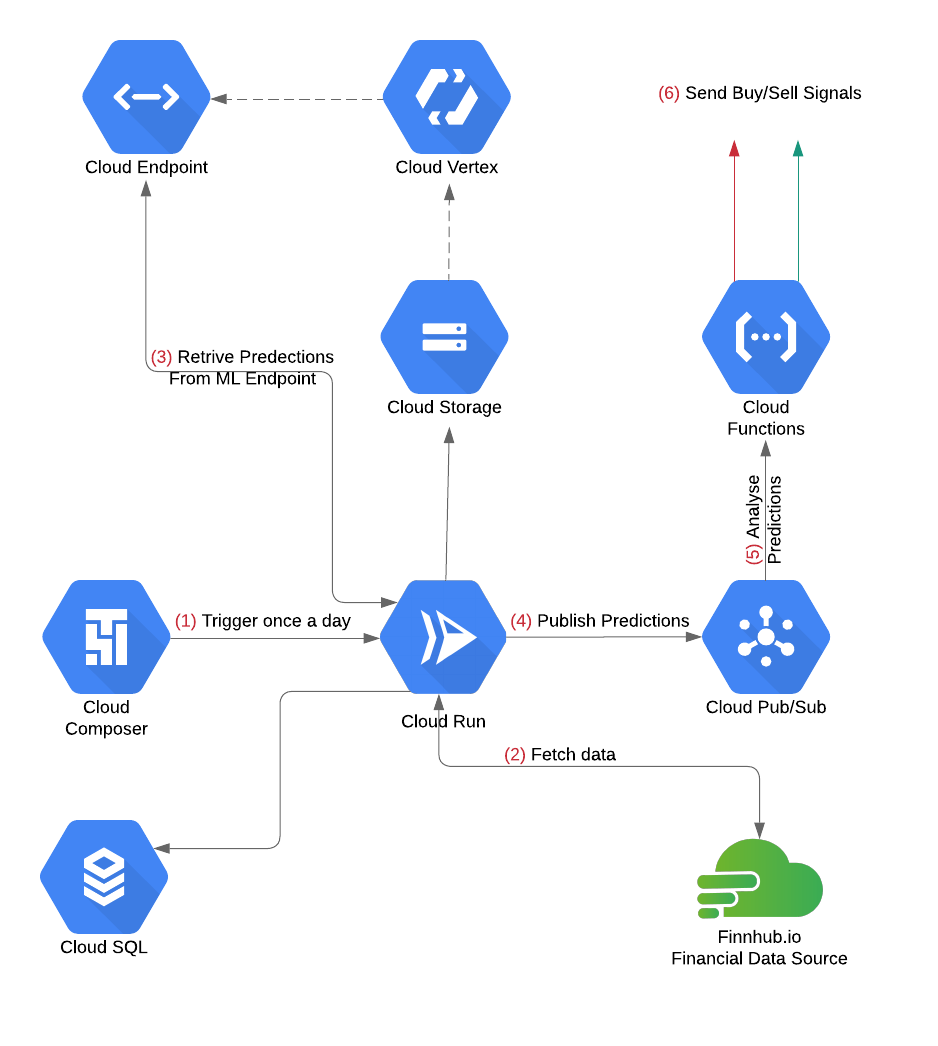 Cloud Endpoint
Cloud Vertex
(6) Send Buy/Sell Signals
(3) Retrive Predections
From ML Endpoint
Cloud Storage
Cloud
Functions
(5) Analyse
Predictions
(1) Trigger once a day
(4) Publish Predictions
Cloud
Composer
Cloud Run
Cloud Pub/Sub
(2) Fetch data
Cloud SQL
Finnhub.io
Financial Data Source